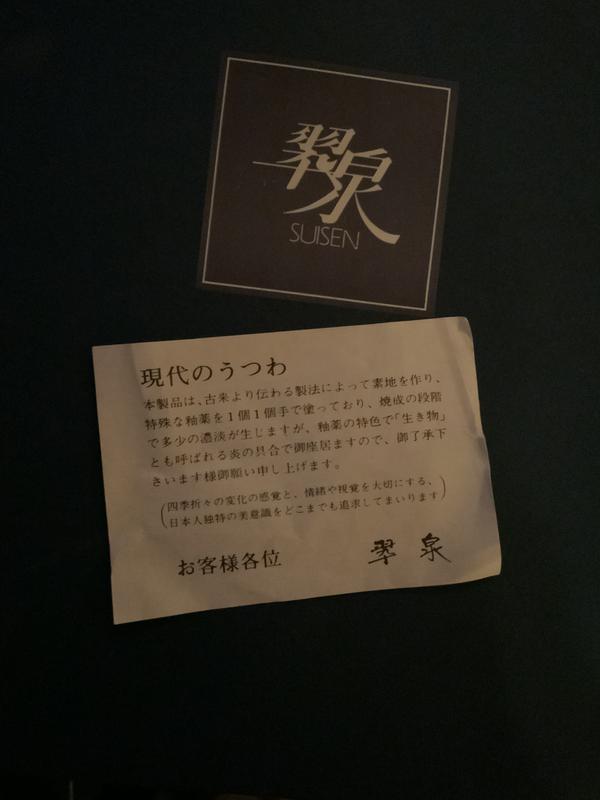 翠泉
SUISEN
現代のうつわ
本製品は、古来より伝わる製法によって素地を作り、
特殊な釉薬を1個1個手で塗っており、焼成の段階
で多少の濃淡が生じますが、釉薬の特色で「生き物」
とも呼ばれる炎の具合で御座居ますので、御了承下
さいます様御願い申し上げます。
(四季折々の変化の感覚と、情緒や視覚を大切にする、
日本人独特の美意識をどこまでも追求してまいります)
お客様各位 翠泉